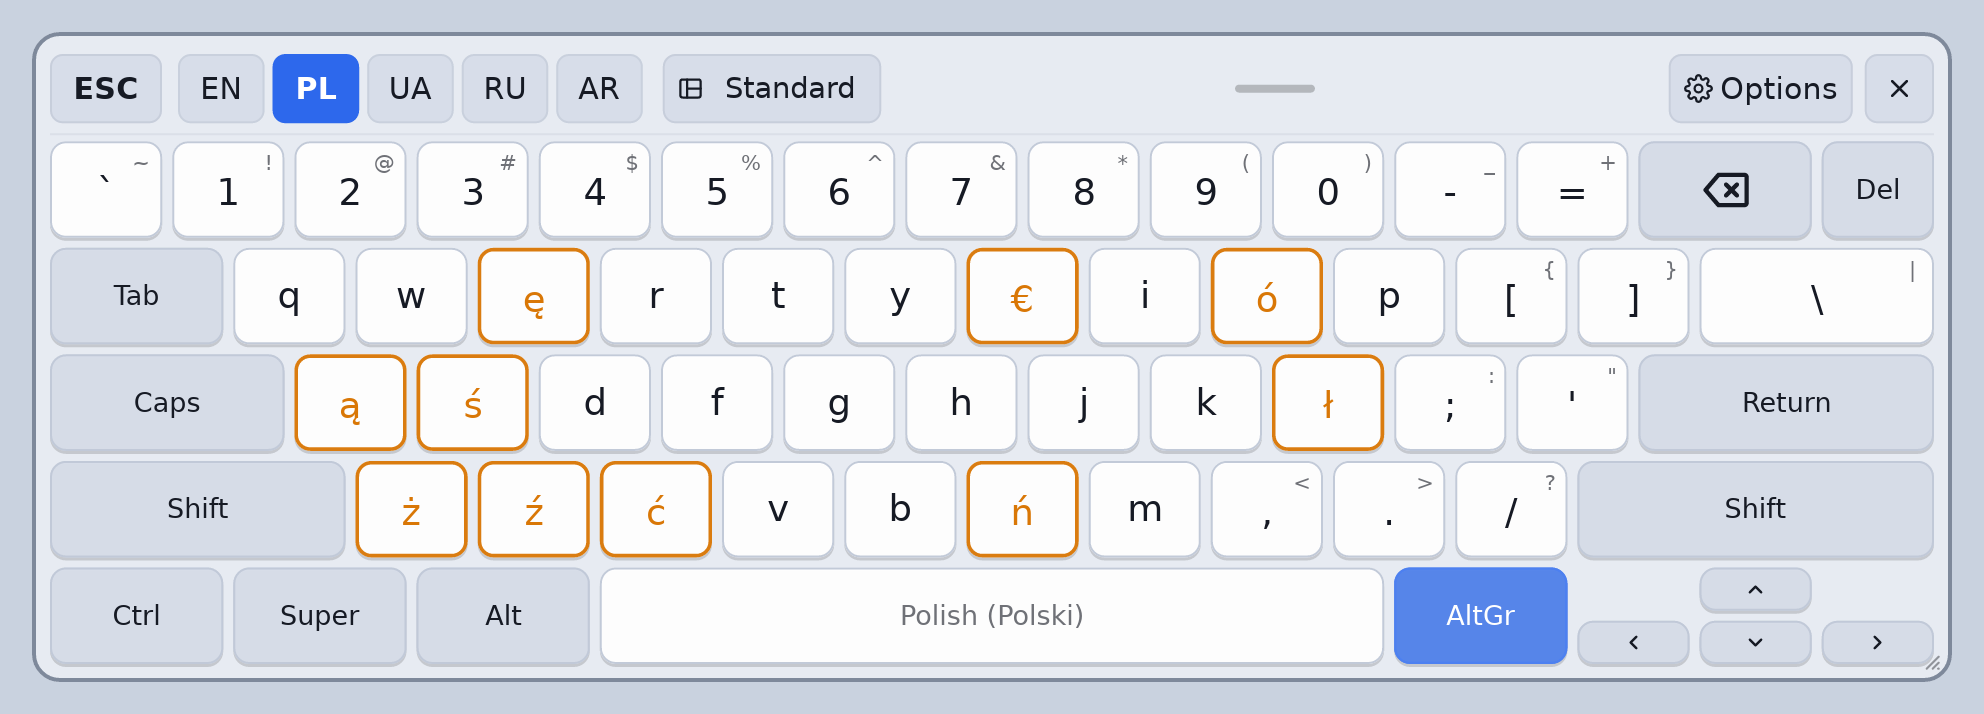 ESC EN PL UA RU AR Standard Options ×
` ~ 1 ! 2 @ 3 # 4 $ 5 % 6 ^ 7 & 8 * 9 ( 0 ) - _ = + Del
Tab q w ę r t y € i ó p [ { ] } \ |
Caps ą ś d f g h j k ł ; : ' " Return
Shift ż ź ć v b ń m , < . > / ? Shift
Ctrl Super Alt Polish (Polski) AltGr